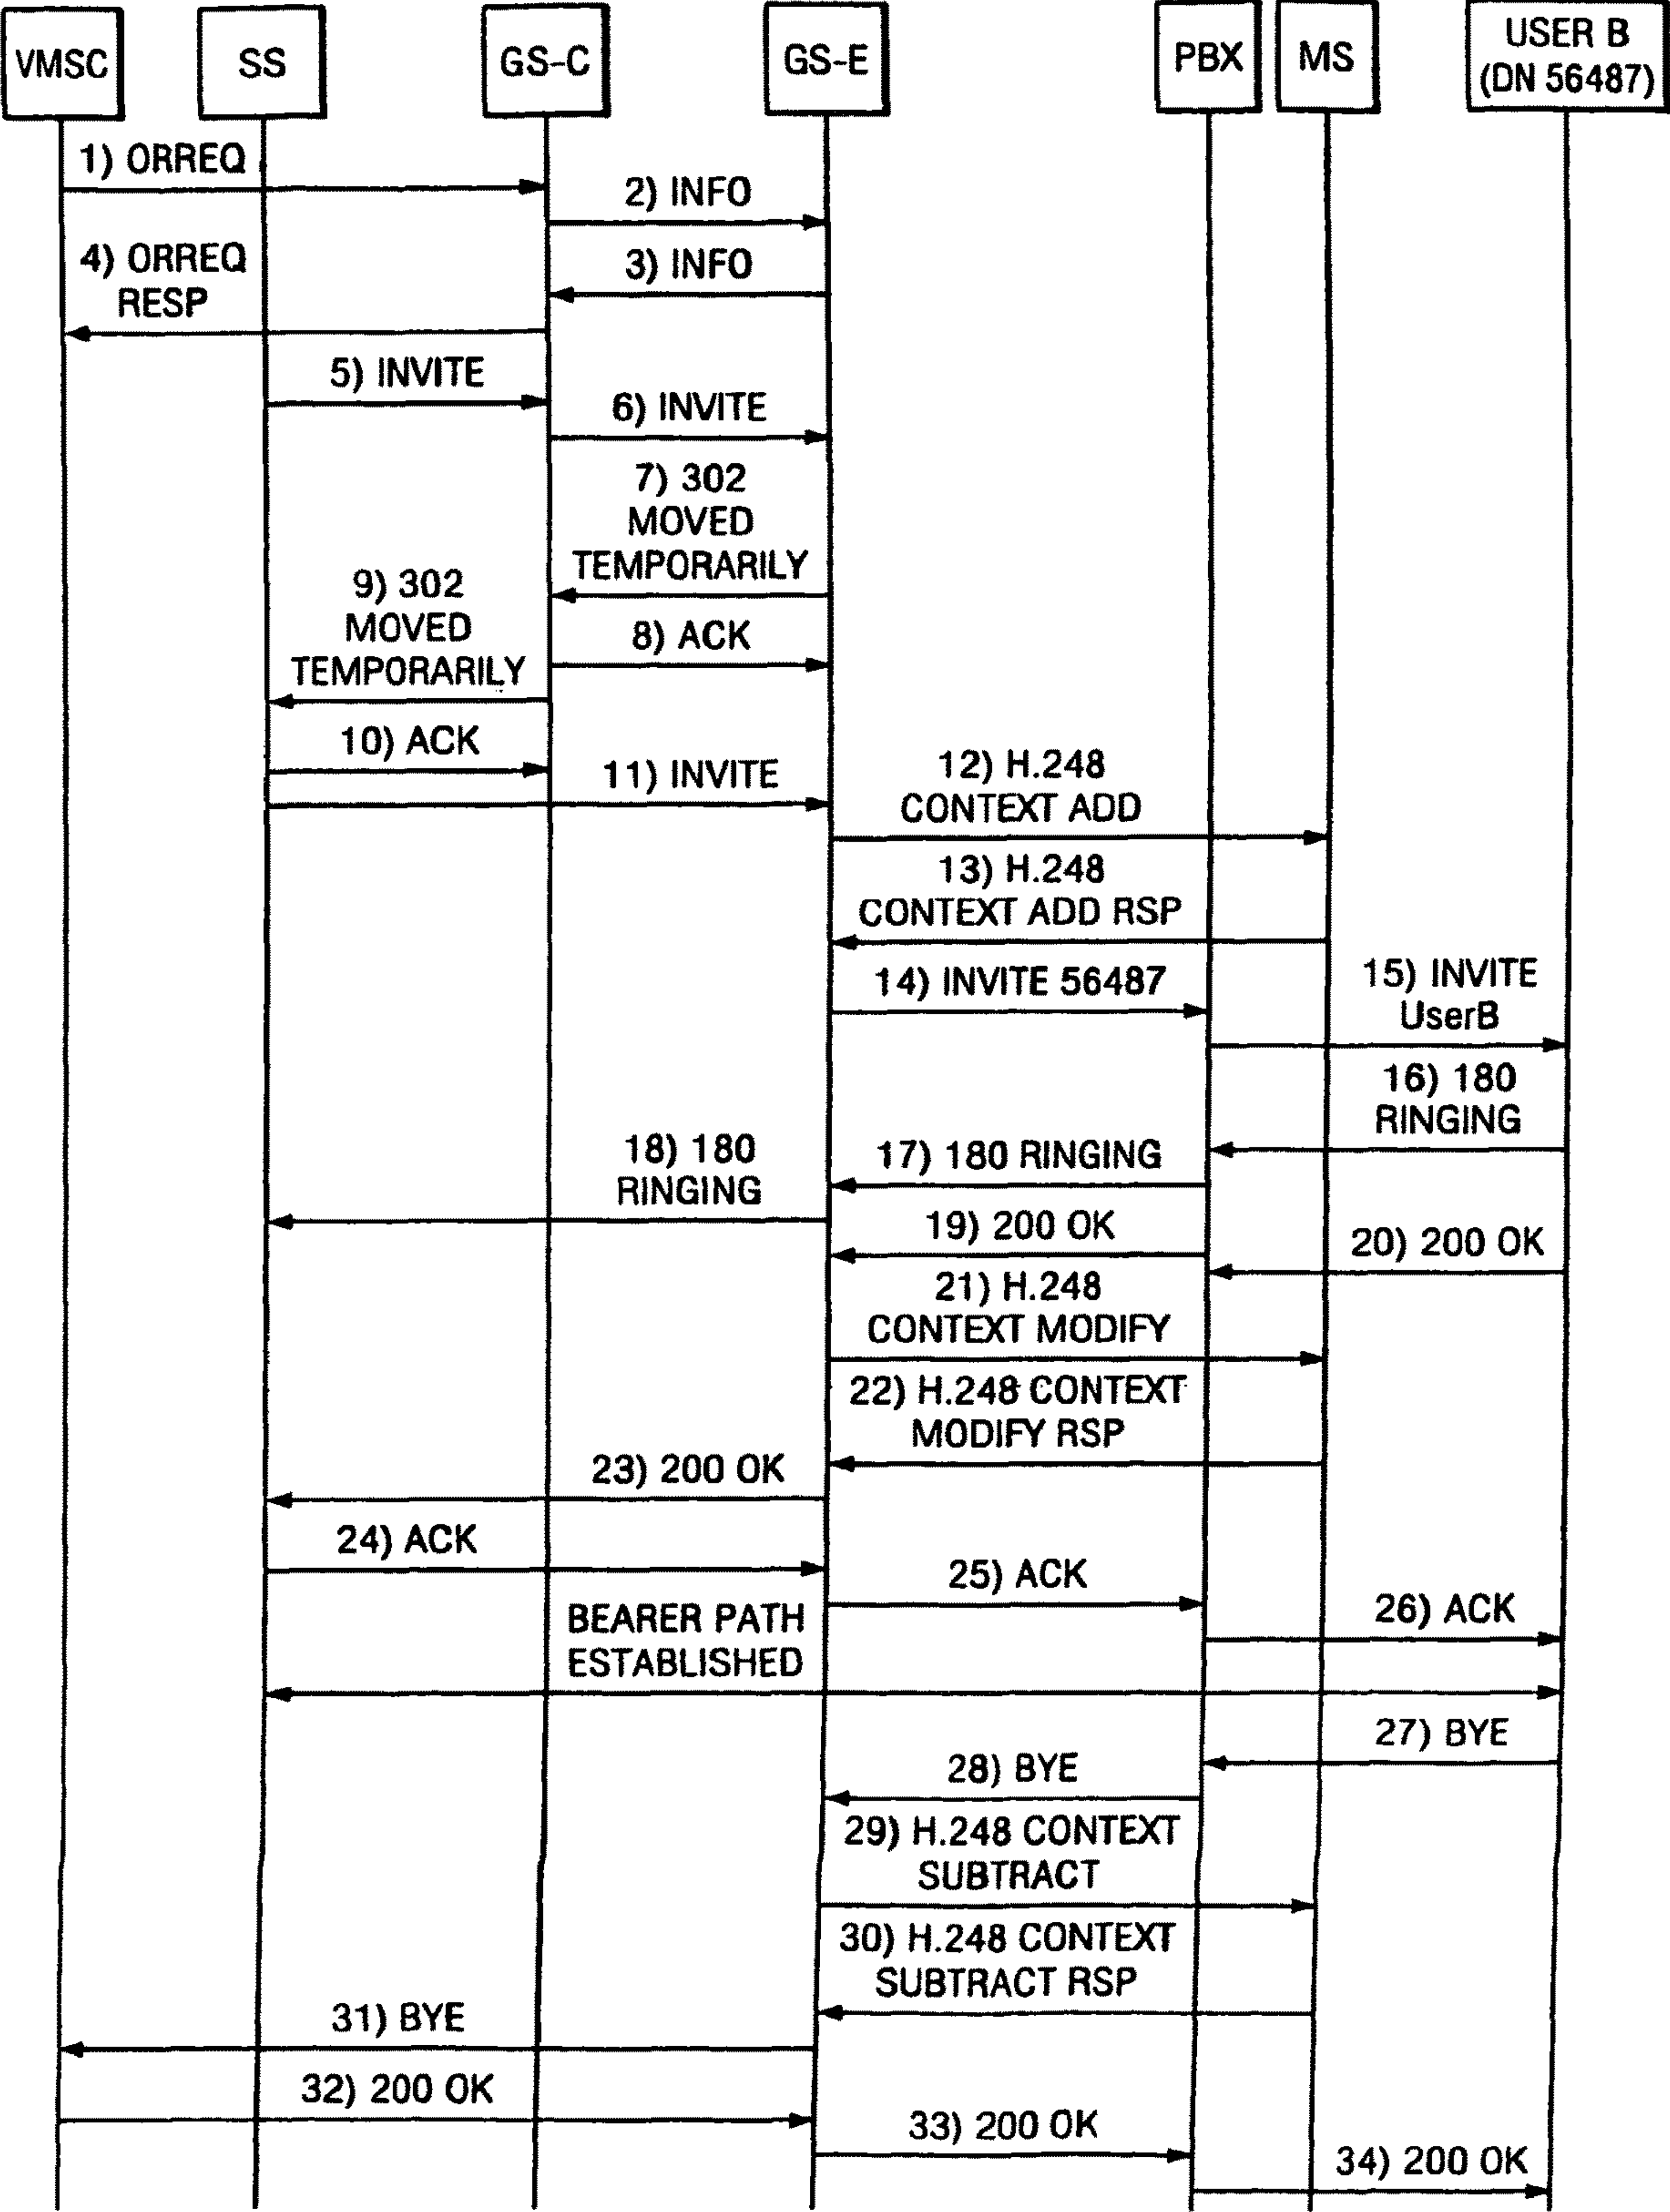 VMSC
SS
GS-C
GS-E
PBX
MS
USER B
(DN 56487)
1) ORREQ
2) INFO
3) INFO
4) ORREQ
RESP
5) INVITE
6) INVITE
7) 302
MOVED
TEMPORARILY
8) ACK
9) 302
MOVED
TEMPORARILY
10) ACK
11) INVITE
12) H.248
CONTEXT ADD
13) H.248
CONTEXT ADD RSP
14) INVITE 56487
15) INVITE
UserB
16) 180
RINGING
17) 180 RINGING
18) 180
RINGING
19) 200 OK
20) 200 OK
21) H.248
CONTEXT MODIFY
22) H.248 CONTEXT
MODIFY RSP
23) 200 OK
24) ACK
25) ACK
26) ACK
BEARER PATH
ESTABLISHED
27) BYE
28) BYE
29) H.248 CONTEXT
SUBTRACT
30) H.248 CONTEXT
SUBTRACT RSP
31) BYE
32) 200 OK
33) 200 OK
34) 200 OK